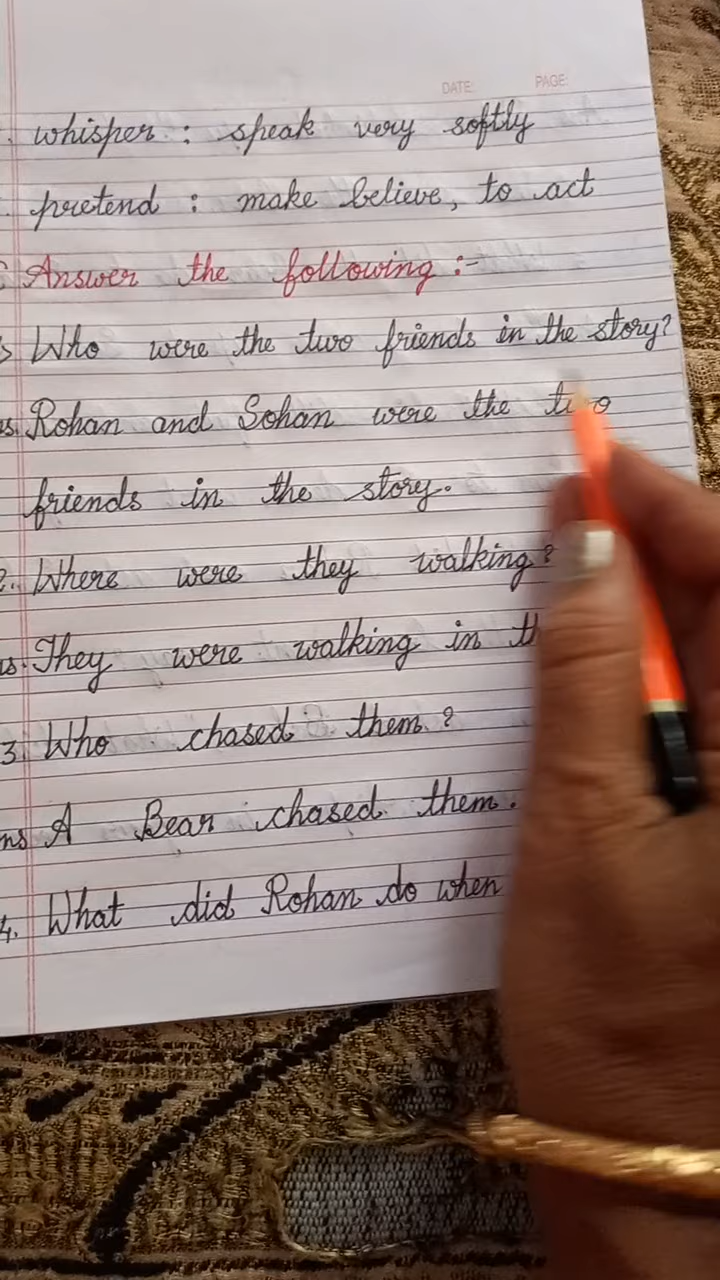 DATE: PAGE:
whisper : speak very softly
pretend : make believe, to act
Answer the following :-
Who were the two friends in the story?
Rohan and Sohan were the two
friends in the story.
Where were they walking?
They were walking in
3. Who chased them?
A Bear chased them.
4. What did Rohan do when